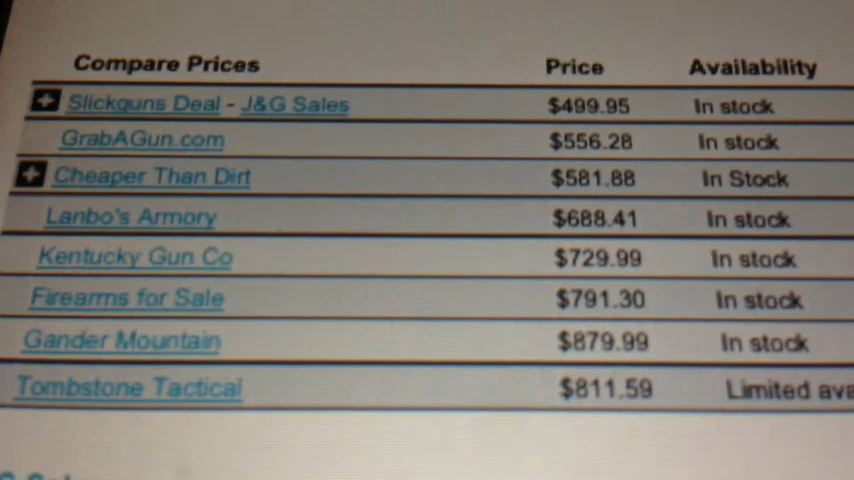 Compare Prices Price Availability
Slickguns Deal - J&G Sales $499.95 In stock
GrabAGun.com $556.28 In stock
Cheaper Than Dirt $581.88 In Stock
Lanbo's Armory $688.41 In stock
Kentucky Gun Co $729.99 In stock
Firearms for Sale $791.30 In stock
Gander Mountain $879.99 In stock
Tombstone Tactical $811.59 Limited ava